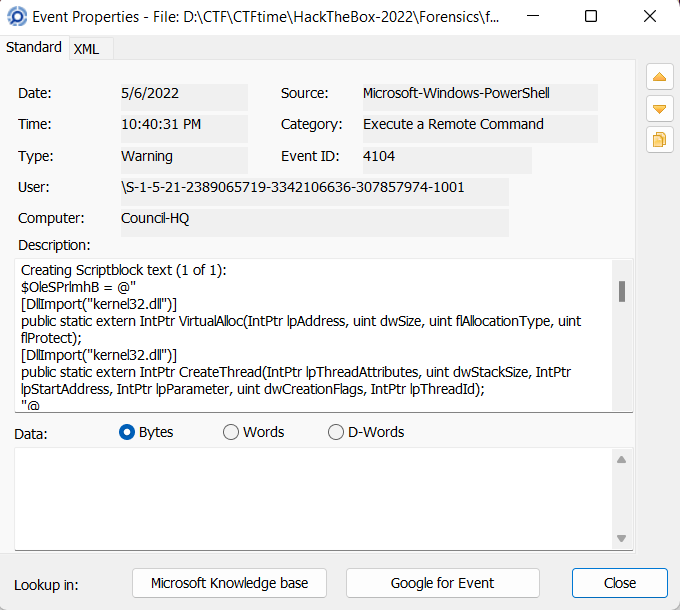 Event Properties - File: D:\CTF\CTFtime\HackTheBox-2022\Forensics\f...
Standard XML
Date: 5/6/2022 Source: Microsoft-Windows-PowerShell
Time: 10:40:31 PM Category: Execute a Remote Command
Type: Warning Event ID: 4104
User: \S-1-5-21-2389065719-3342106636-307857974-1001
Computer: Council-HQ
Description:
Creating Scriptblock text (1 of 1):
$OleSPrlmhB = @"
[DllImport("kernel32.dll")]
public static extern IntPtr VirtualAlloc(IntPtr lpAddress, uint dwSize, uint flAllocationType, uint
flProtect);
[DllImport("kernel32.dll")]
public static extern IntPtr CreateThread(IntPtr lpThreadAttributes, uint dwStackSize, IntPtr
lpStartAddress, IntPtr lpParameter, uint dwCreationFlags, IntPtr lpThreadId);
"@
Data: Bytes Words D-Words
Lookup in: Microsoft Knowledge base Google for Event Close